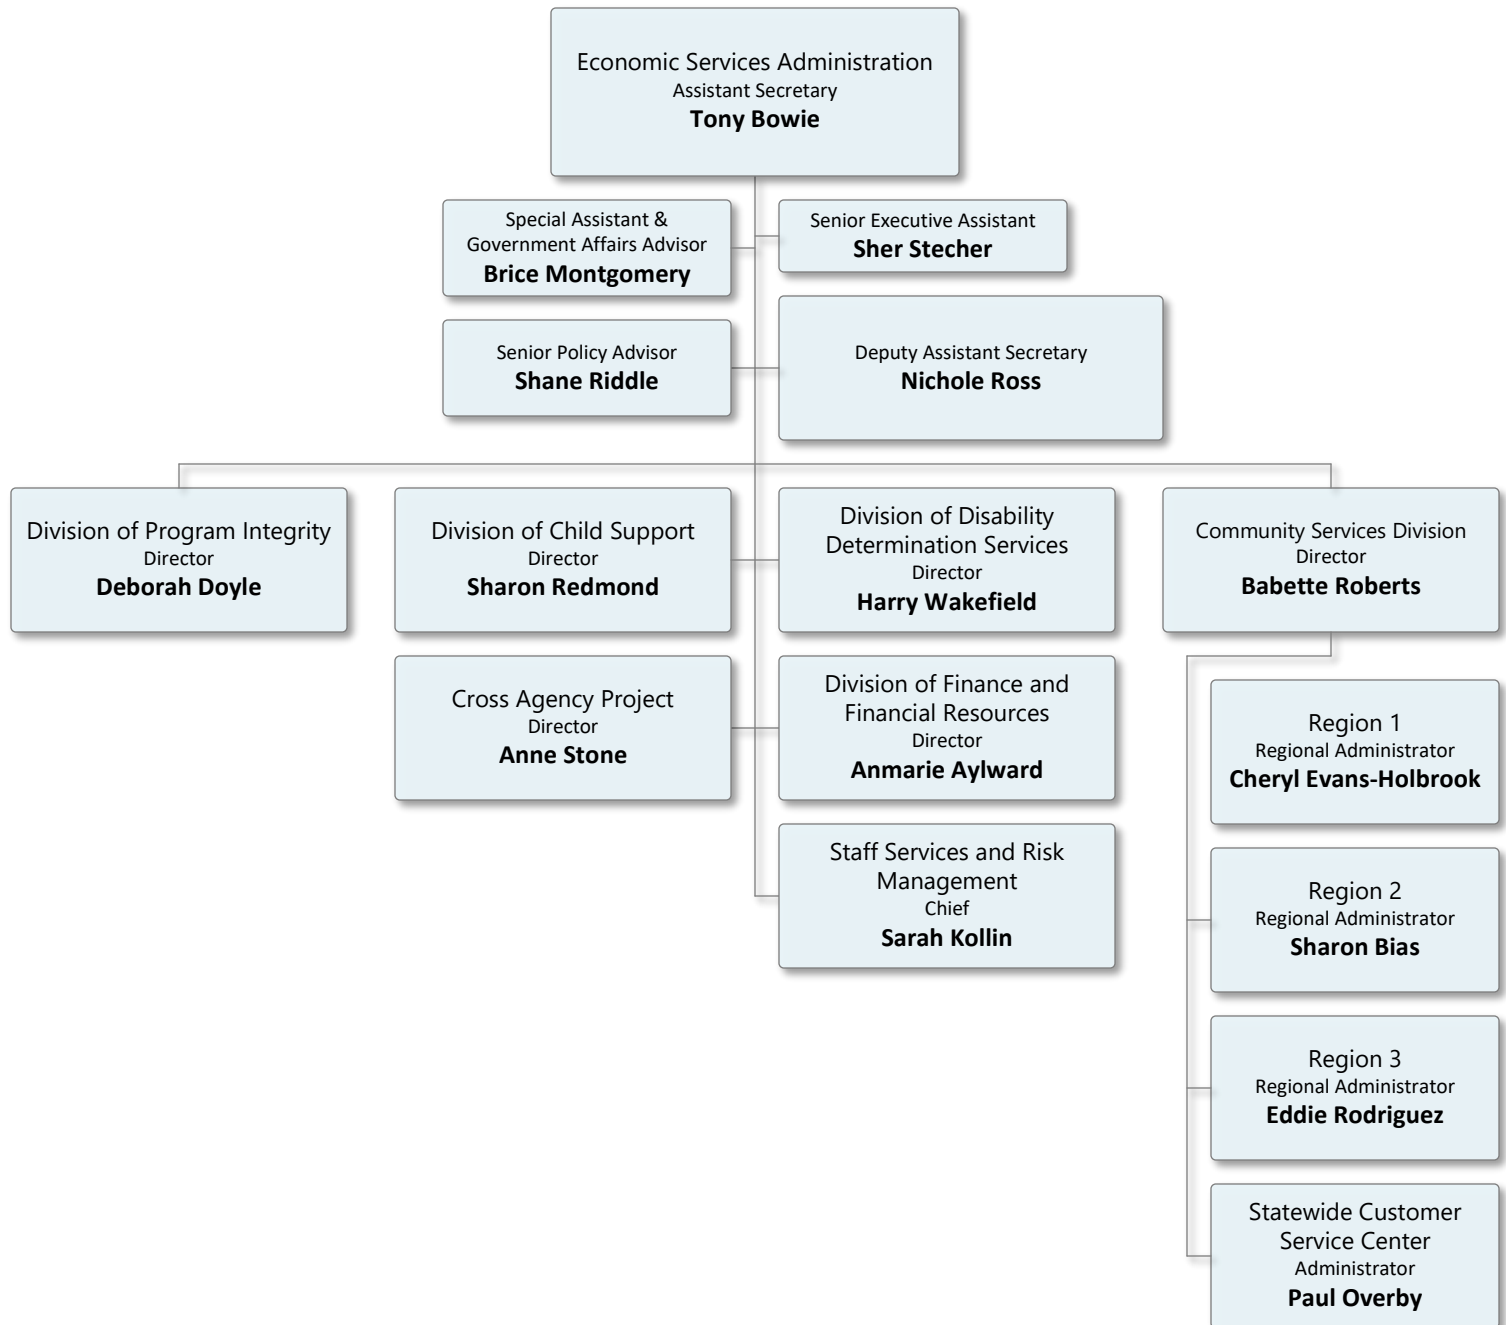 Economic Services Administration
Assistant Secretary
Tony Bowie
Special Assistant &
Government Affairs Advisor
Brice Montgomery
Senior Executive Assistant
Sher Stecher
Senior Policy Advisor
Shane Riddle
Deputy Assistant Secretary
Nichole Ross
Division of Program Integrity
Director
Deborah Doyle
Division of Child Support
Director
Sharon Redmond
Division of Disability
Determination Services
Director
Harry Wakefield
Community Services Division
Director
Babette Roberts
Cross Agency Project
Director
Anne Stone
Division of Finance and
Financial Resources
Director
Anmarie Aylward
Staff Services and Risk
Management
Chief
Sarah Kollin
Region 1
Regional Administrator
Cheryl Evans-Holbrook
Region 2
Regional Administrator
Sharon Bias
Region 3
Regional Administrator
Eddie Rodriguez
Statewide Customer
Service Center
Administrator
Paul Overby